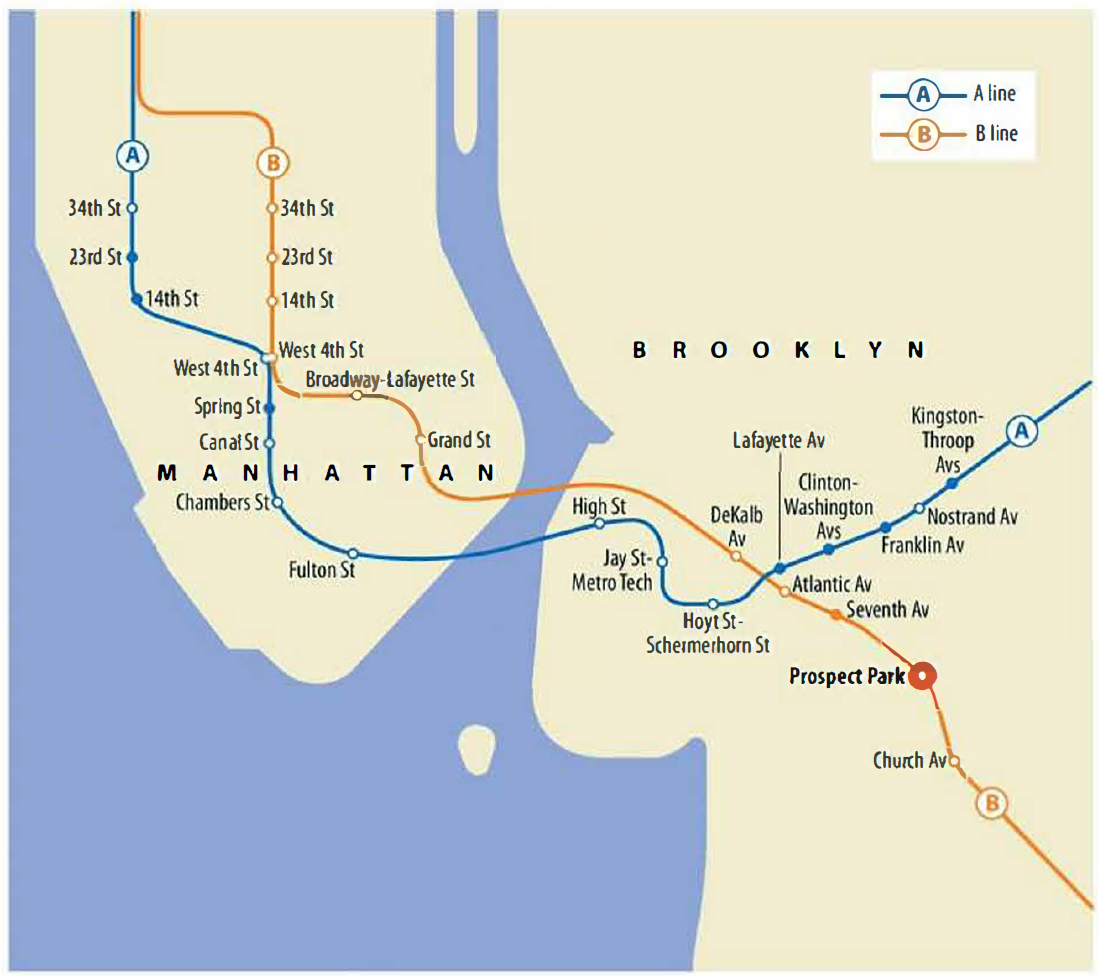 A
A line
B
B line
A
B
34th St
34th St
23rd St
23rd St
14th St
14th St
BROOKLYN
West 4th St
West 4th St
Broadway-Lafayette St
Spring St
Canal St
Grand St
MANHATTAN
Chambers St
Fulton St
High St
Jay St-
Metro Tech
Hoyt St-
Schermerhorn St
DeKalb
Av
Lafayette Av
Clinton-
Washington
Avs
Kingston-
Throop
Avs
A
Nostrand Av
Franklin Av
Atlantic Av
Seventh Av
Prospect Park
Church Av
B